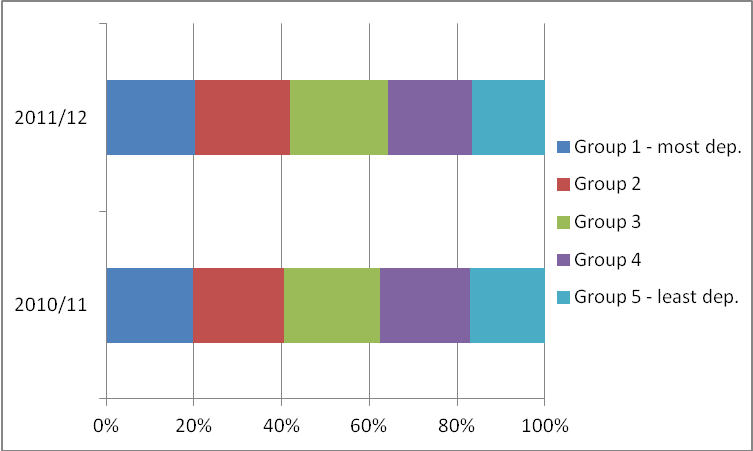 2011/12
2010/11
0%
20%
40%
60%
80%
100%
Group 1 - most dep.
Group 2
Group 3
Group 4
Group 5 - least dep.